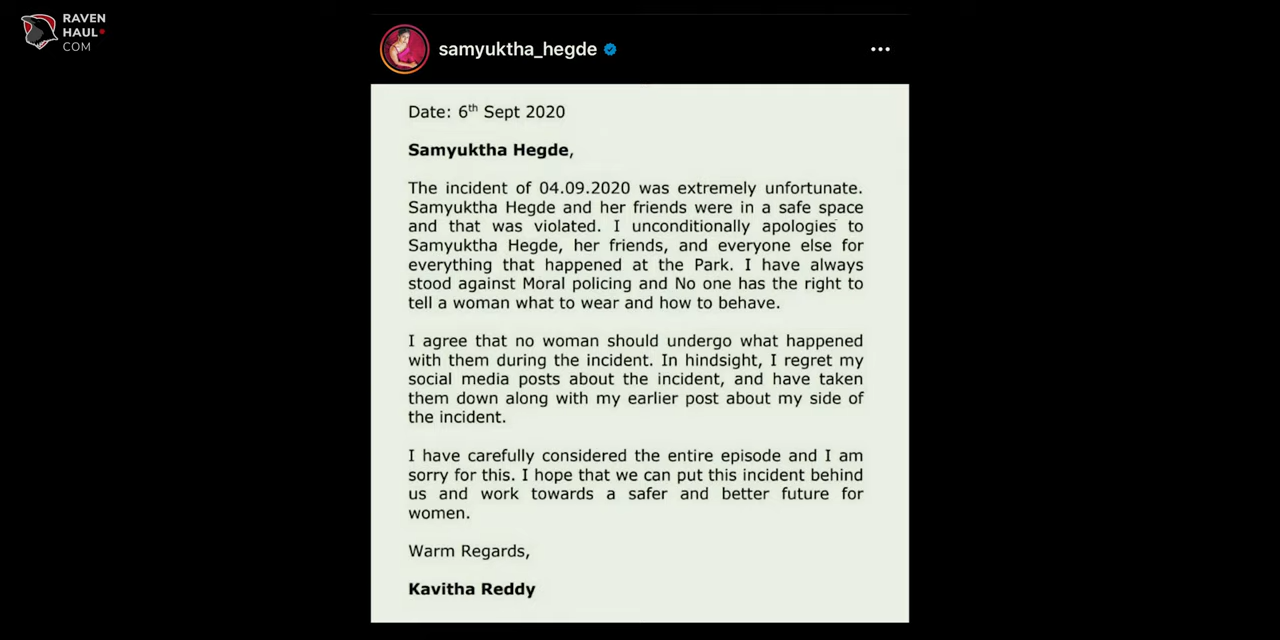 RAVEN
HAUL
.COM
samyuktha_hegde
Date: 6th Sept 2020
Samyuktha Hegde,
The incident of 04.09.2020 was extremely unfortunate.
Samyuktha Hegde and her friends were in a safe space
and that was violated. I unconditionally apologies to
Samyuktha Hegde, her friends, and everyone else for
everything that happened at the Park. I have always
stood against Moral policing and No one has the right to
tell a woman what to wear and how to behave.
I agree that no woman should undergo what happened
with them during the incident. In hindsight, I regret my
social media posts about the incident, and have taken
them down along with my earlier post about my side of
the incident.
I have carefully considered the entire episode and I am
sorry for this. I hope that we can put this incident behind
us and work towards a safer and better future for
women.
Warm Regards,
Kavitha Reddy